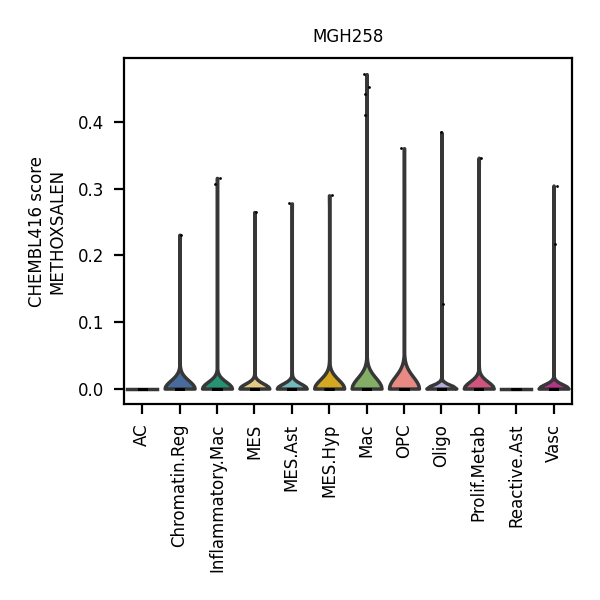 MGH258
CHEMBL416 score
METHOXSALEN
0.4
0.3
0.2
0.1
0.0
AC
Chromatin.Reg
Inflammatory.Mac
MES
MES.Ast
MES.Hyp
Mac
OPC
Oligo
Prolif.Metab
Reactive.Ast
Vasc